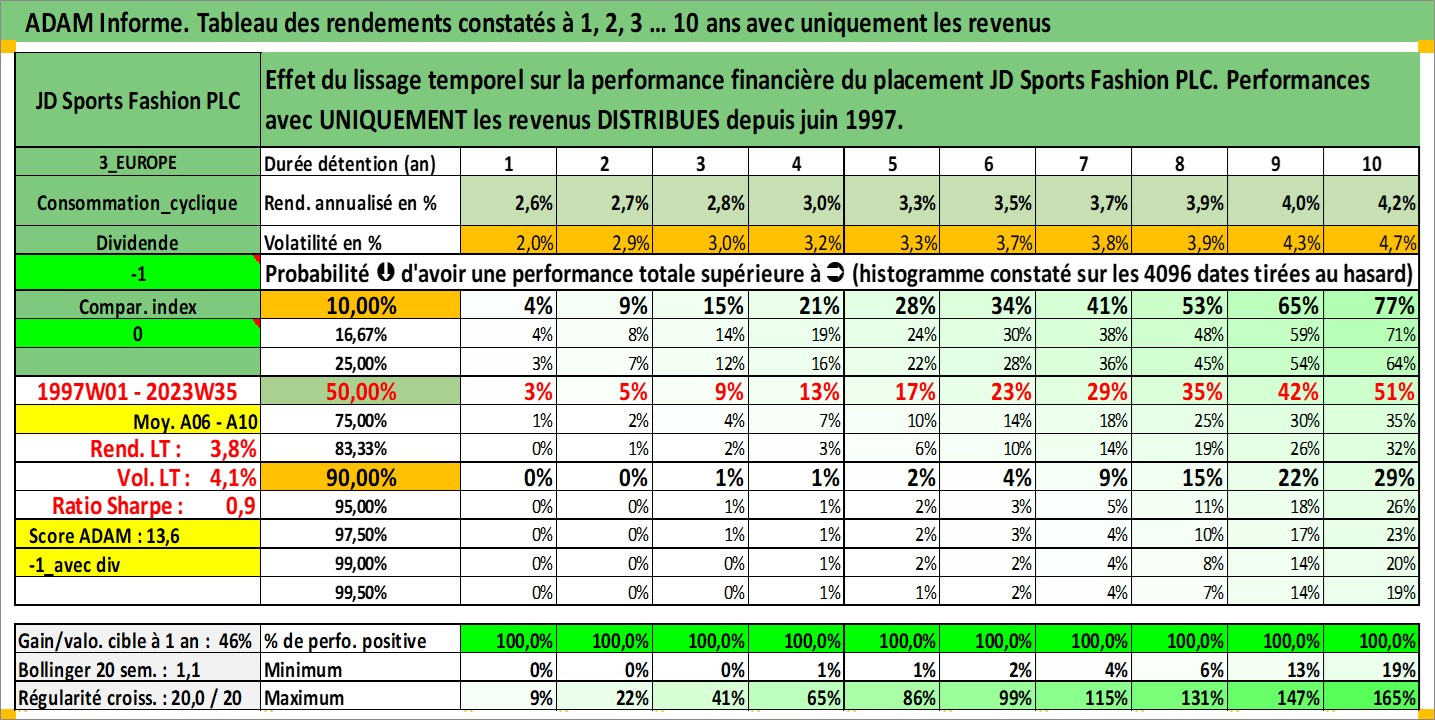 ADAM Informe. Tableau des rendements constatés à 1, 2, 3 ... 10 ans avec uniquement les revenus
JD Sports Fashion PLC
Effet du lissage temporel sur la performance financière du placement JD Sports Fashion PLC. Performances
avec UNIQUEMENT les revenus DISTRIBUES depuis juin 1997.
3_EUROPE Durée détention (an) 1 2 3 4 5 6 7 8 9 10
Consommation_cyclique Rend. annualisé en % 2,6% 2,7% 2,8% 3,0% 3,3% 3,5% 3,7% 3,9% 4,0% 4,2%
Dividende Volatilité en % 2,0% 2,9% 3,0% 3,2% 3,3% 3,7% 3,8% 3,9% 4,3% 4,7%
-1 Probabilité ⬇ d'avoir une performance totale supérieure à ➲ (histogramme constaté sur les 4096 dates tirées au hasard)
Compar. index 10,00% 4% 9% 15% 21% 28% 34% 41% 53% 65% 77%
0 16,67% 4% 8% 14% 19% 24% 30% 38% 48% 59% 71%
25,00% 3% 7% 12% 16% 22% 28% 36% 45% 54% 64%
1997W01 - 2023W35 50,00% 3% 5% 9% 13% 17% 23% 29% 35% 42% 51%
Moy. A06 - A10 75,00% 1% 2% 4% 7% 10% 14% 18% 25% 30% 35%
Rend. LT : 3,8% 83,33% 0% 1% 2% 3% 6% 10% 14% 19% 26% 32%
Vol. LT : 4,1% 90,00% 0% 0% 1% 1% 2% 4% 9% 15% 22% 29%
Ratio Sharpe : 0,9 95,00% 0% 0% 1% 1% 2% 3% 5% 11% 18% 26%
Score ADAM : 13,6 97,50% 0% 0% 0% 1% 2% 3% 4% 10% 17% 23%
-1_avec div 99,00% 0% 0% 0% 1% 2% 2% 4% 8% 14% 20%
99,50% 0% 0% 0% 1% 1% 2% 4% 7% 14% 19%
Gain/valo. cible à 1 an : 46% % de perfo. positive 100,0% 100,0% 100,0% 100,0% 100,0% 100,0% 100,0% 100,0% 100,0% 100,0%
Bollinger 20 sem. : 1,1 Minimum 0% 0% 0% 1% 1% 2% 4% 6% 13% 19%
Régularité croiss. : 20,0 / 20 Maximum 9% 22% 41% 65% 86% 99% 115% 131% 147% 165%